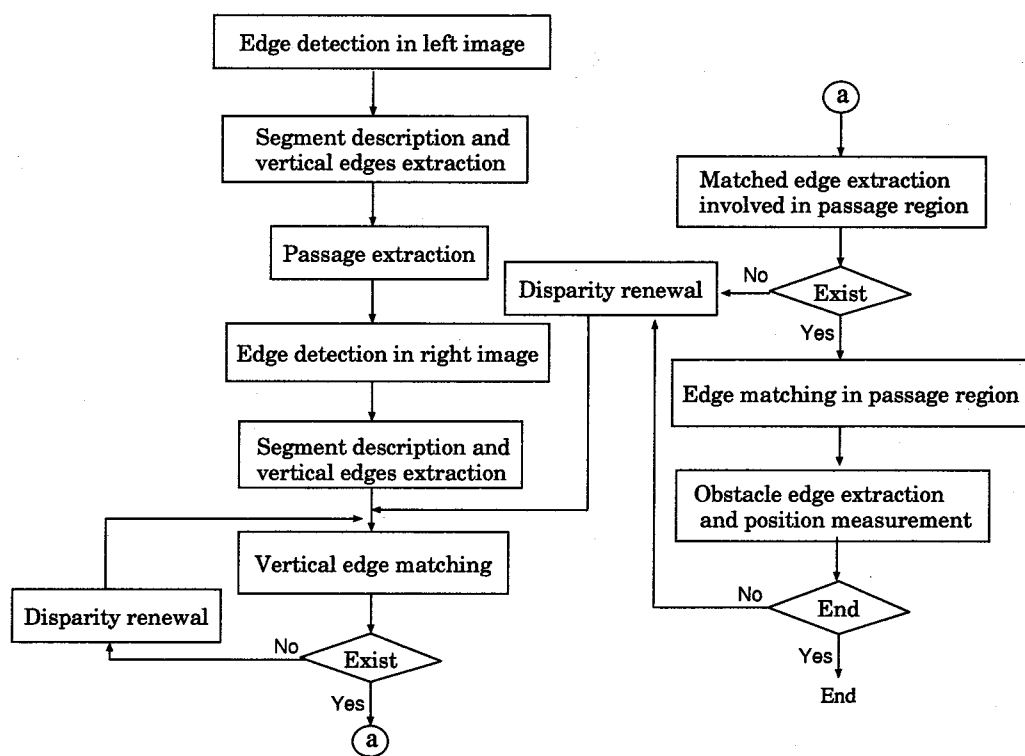 Edge detection in left image
Segment description and
vertical edges extraction
Passage extraction
Edge detection in right image
Segment description and
vertical edges extraction
Vertical edge matching
Disparity renewal
No
Exist
Yes
a
a
Matched edge extraction
involved in passage region
No
Disparity renewal
Exist
Yes
Edge matching in passage region
Obstacle edge extraction
and position measurement
No
End
Yes
End